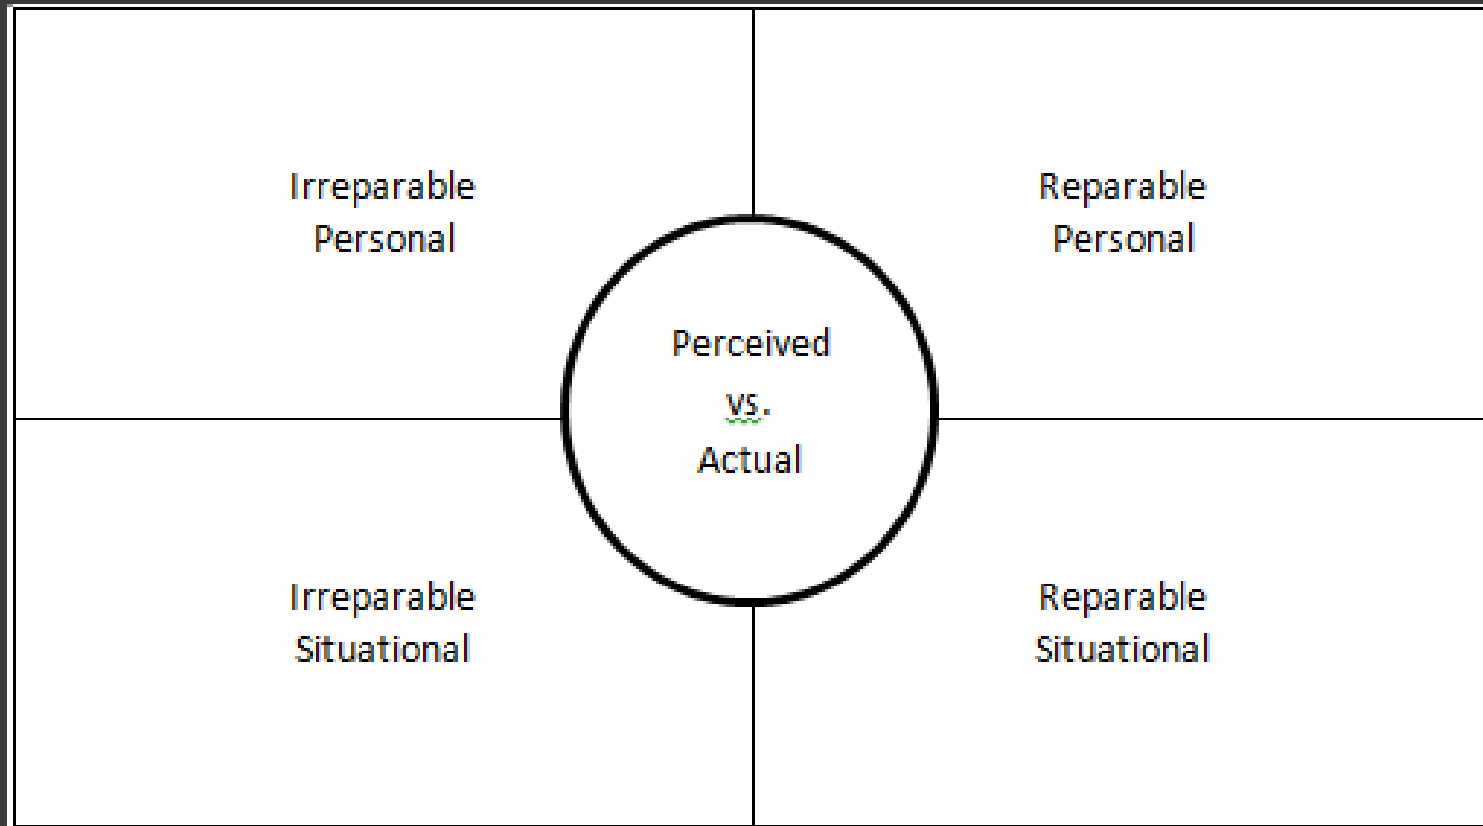 Irreparable
Personal
Reparable
Personal
Perceived
vs.
Actual
Irreparable
Situational
Reparable
Situational